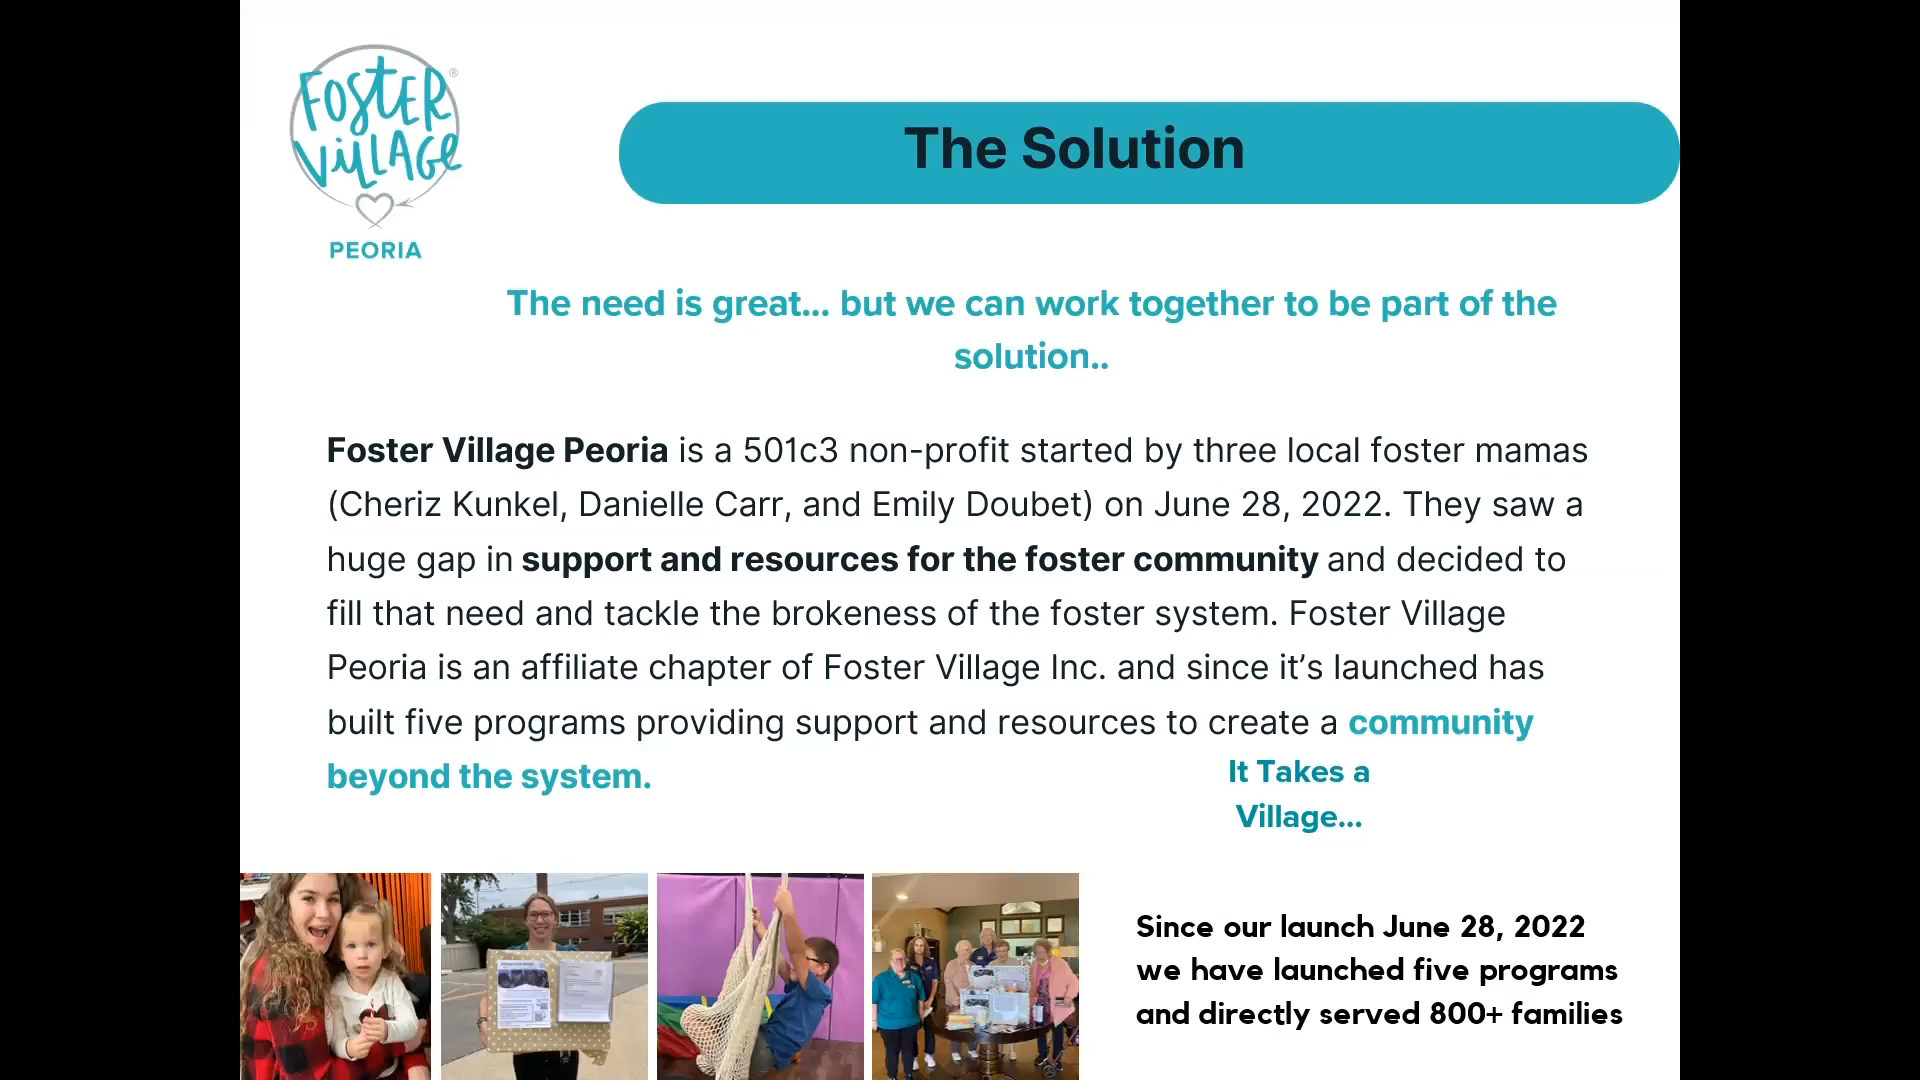 FOSTER
VILLAGE
®
PEORIA
The Solution
The need is great... but we can work together to be part of the
solution..
Foster Village Peoria is a 501c3 non-profit started by three local foster mamas
(Cheriz Kunkel, Danielle Carr, and Emily Doubet) on June 28, 2022. They saw a
huge gap in support and resources for the foster community and decided to
fill that need and tackle the brokeness of the foster system. Foster Village
Peoria is an affiliate chapter of Foster Village Inc. and since it’s launched has
built five programs providing support and resources to create a community
beyond the system.
It Takes a
Village...
Since our launch June 28, 2022
we have launched five programs
and directly served 800+ families